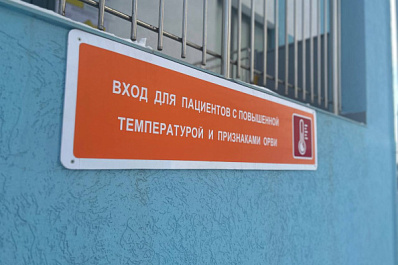 ВХОД ДЛЯ ПАЦИЕНТОВ С ПОВЫШЕННОЙ
ТЕМПЕРАТУРОЙ И ПРИЗНАКАМИ ОРВИ